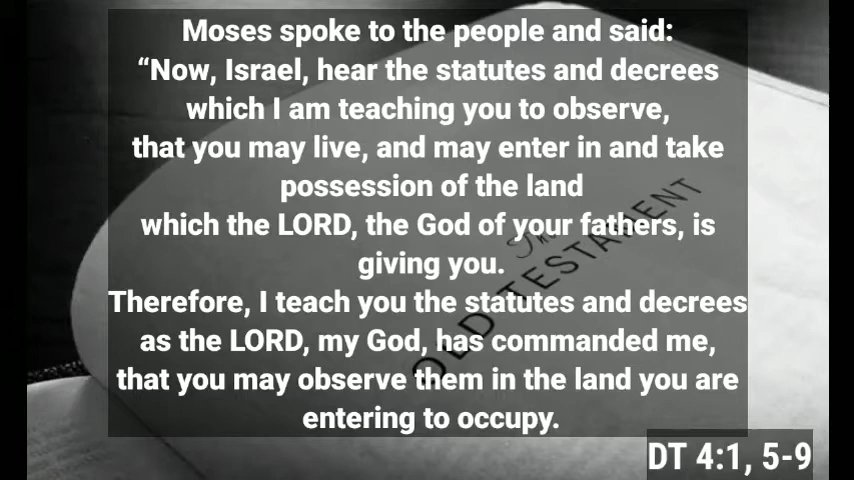 Moses spoke to the people and said:
“Now, Israel, hear the statutes and decrees
which I am teaching you to observe,
that you may live, and may enter in and take
possession of the land
which the LORD, the God of your fathers, is
giving you.
Therefore, I teach you the statutes and decrees
as the LORD, my God, has commanded me,
that you may observe them in the land you are
entering to occupy.
The
OLD TESTAMENT
DT 4:1, 5-9